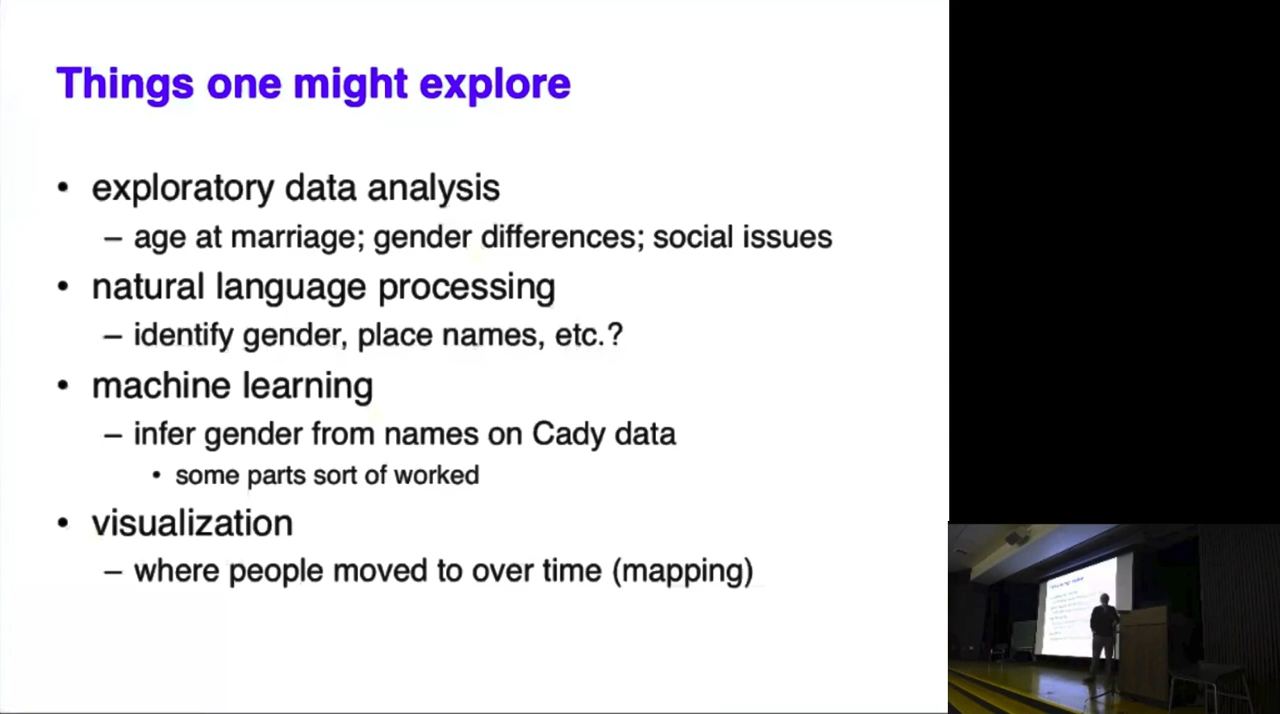 Things one might explore
• exploratory data analysis
– age at marriage; gender differences; social issues
• natural language processing
– identify gender, place names, etc.?
• machine learning
– infer gender from names on Cady data
• some parts sort of worked
• visualization
– where people moved to over time (mapping)